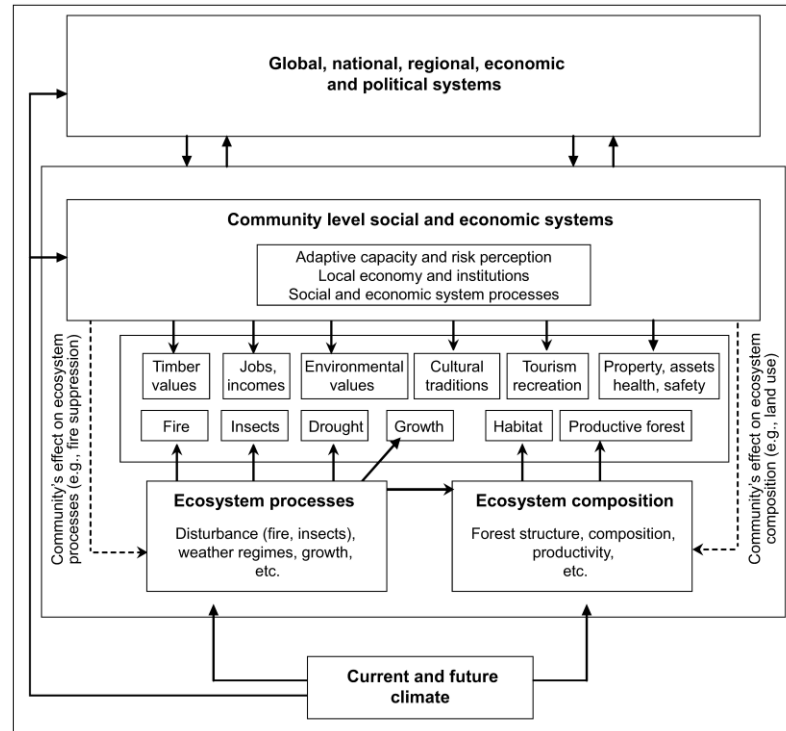 Global, national, regional, economic
and political systems
Community level social and economic systems
Adaptive capacity and risk perception
Local economy and institutions
Social and economic system processes
Community’s effect on ecosystem
processes (e.g., fire suppression)
Timber
values
Jobs,
incomes
Environmental
values
Cultural
traditions
Tourism
recreation
Property, assets
health, safety
Fire
Insects
Drought
Growth
Habitat
Productive forest
Community’s effect on ecosystem
composition (e.g., land use)
Ecosystem processes
Disturbance (fire, insects),
weather regimes, growth,
etc.
Ecosystem composition
Forest structure, composition,
productivity,
etc.
Current and future
climate